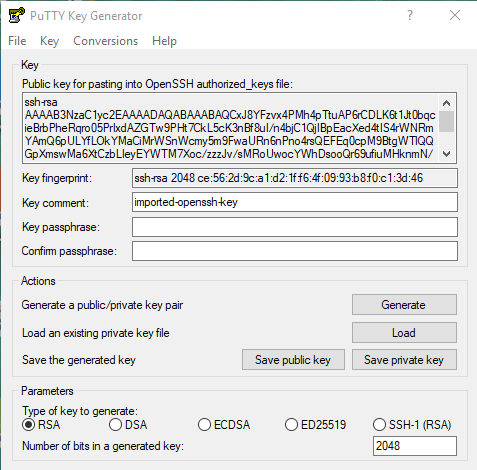 PuTTY Key Generator
? ×
File Key Conversions Help
Key
Public key for pasting into OpenSSH authorized_keys file:
ssh-rsa
AAAAB3NzaC1yc2EAAAADAQABAAABAQCxJ8YFzvx4PMh4pTtuAP6rCDLK6t1Jt0bqc
ieBrbPheRqro05PrlxdAZGTw9PHt7CkL5cK3nBf8uI/n4bjC1QjlBpEacXed4tIS4rWNRm
YAmQ6pULYfLOkYMaCiMrWSnWcmy5m9FwaURn6nPno4rsQEFEq0cpM9BtgWTlQQ
GpXmswMa6XtCzbLleyEYWTM7Xoc/zzzJv/sMRoUwocYWhDsooQr69ufiuMHknmN/
Key fingerprint: ssh-rsa 2048 ce:56:2d:9c:a1:d2:1f:f6:4f:09:93:b8:f0:c1:3d:46
Key comment: imported-openssh-key
Key passphrase:
Confirm passphrase:
Actions
Generate a public/private key pair Generate
Load an existing private key file Load
Save the generated key Save public key Save private key
Parameters
Type of key to generate:
RSA DSA ECDSA ED25519 SSH-1 (RSA)
Number of bits in a generated key: 2048